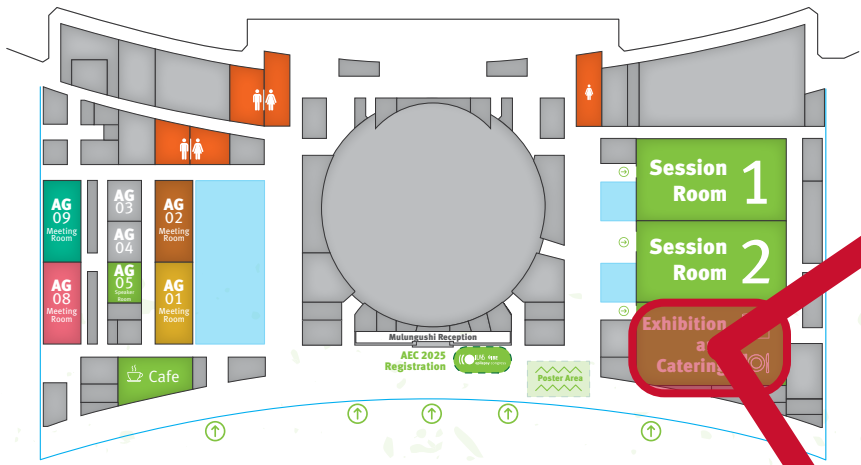 Session
Room
1
AG
09
Meeting
Room
AG
03
AG
02
Meeting
Room
AG
04
Session
Room
2
AG
08
Meeting
Room
AG
05
Speaker
Room
AG
01
Meeting
Room
Exhibition
a
Catering
Mulungushi Reception
AEC 2025
Registration
Poster Area
Cafe